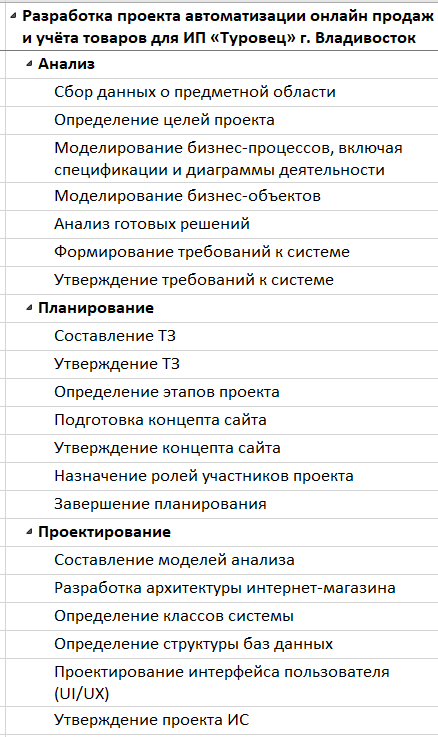 Разработка проекта автоматизации онлайн продаж
и учёта товаров для ИП «Туровец» г. Владивосток
Анализ
Сбор данных о предметной области
Определение целей проекта
Моделирование бизнес-процессов, включая
спецификации и диаграммы деятельности
Моделирование бизнес-объектов
Анализ готовых решений
Формирование требований к системе
Утверждение требований к системе
Планирование
Составление ТЗ
Утверждение ТЗ
Определение этапов проекта
Подготовка концепта сайта
Утверждение концепта сайта
Назначение ролей участников проекта
Завершение планирования
Проектирование
Составление моделей анализа
Разработка архитектуры интернет-магазина
Определение классов системы
Определение структуры баз данных
Проектирование интерфейса пользователя
(UI/UX)
Утверждение проекта ИС